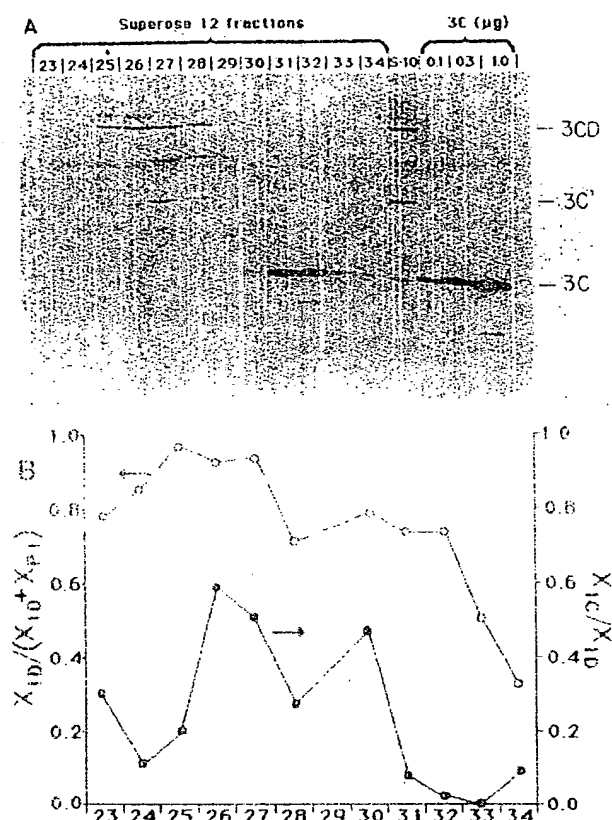 A
Superose 12 fractions
3C (µg)
23 24 25 26 27 28 29 30 31 32 33 34 S-10 0.1 0.3 1.0
3CD
3C'
3C
B
1.0
0.8
0.6
0.4
0.2
0.0
X1D/(X1D+XP1)
1.0
0.8
0.6
0.4
0.2
0.0
X1C/X1D
23 24 25 26 27 28 29 30 31 32 33 34